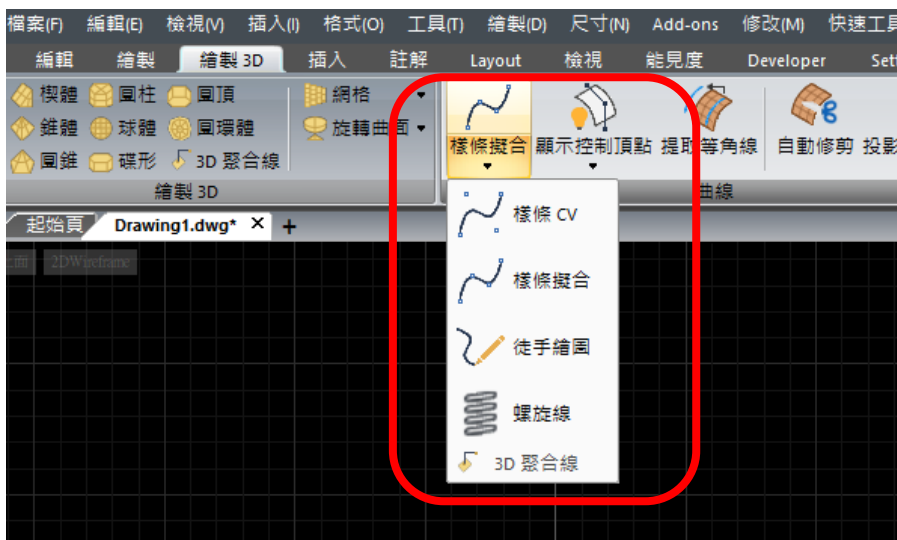 檔案(F) 編輯(E) 檢視(V) 插入(I) 格式(O) 工具(T) 繪製(D) 尺寸(N) Add-ons 修改(M) 快速工具
編輯 繪製 繪製 3D 插入 註解 Layout 檢視 能見度 Developer Sett
楔體 圓柱 圓頂 網格
錐體 球體 圓環體 旋轉曲面
圓錐 碟形 3D 聚合線
樣條擬合 顯示控制頂點 提取等角線 自動修剪 投影
繪製 3D 曲線
起始頁 Drawing1.dwg* × +
2DWireframe
樣條 CV
樣條擬合
徒手繪圖
螺旋線
3D 聚合線